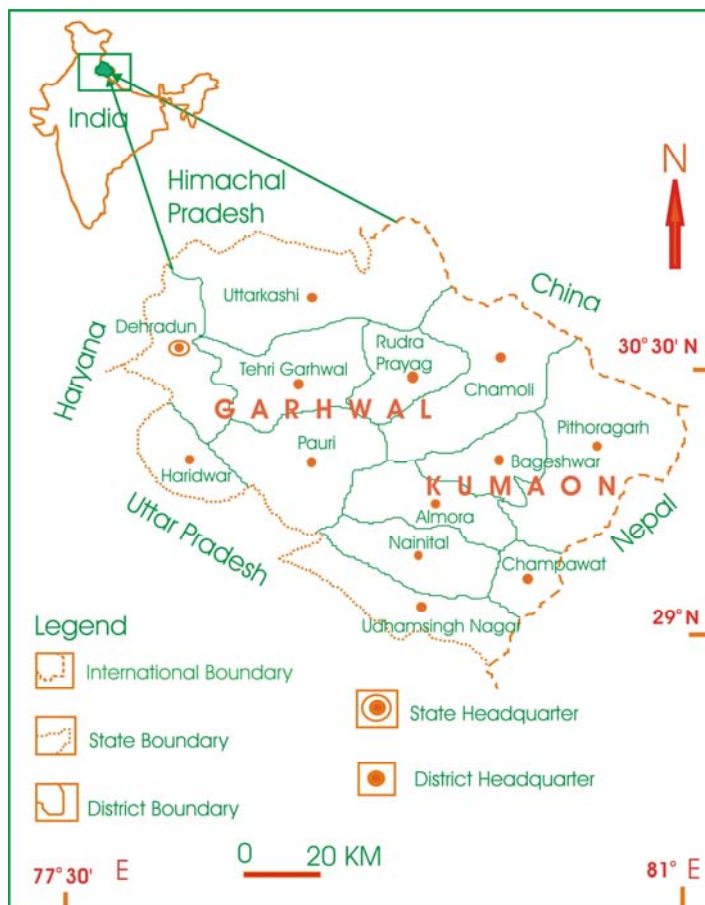 India
N
Himachal
Pradesh
China
Uttarkashi
Haryana
Dehradun
Rudra
Prayag
30° 30' N
Tehri Garhwal
Chamoli
GARHWAL
Pithoragarh
Pauri
Haridwar
Bageshwar
KUMAON
Almora
Nepal
Uttar Pradesh
Nainital
Champawat
29° N
Udhamsingh Nagar
Legend
International Boundary
State Boundary
District Boundary
State Headquarter
District Headquarter
0 20 KM
77° 30' E
81° E